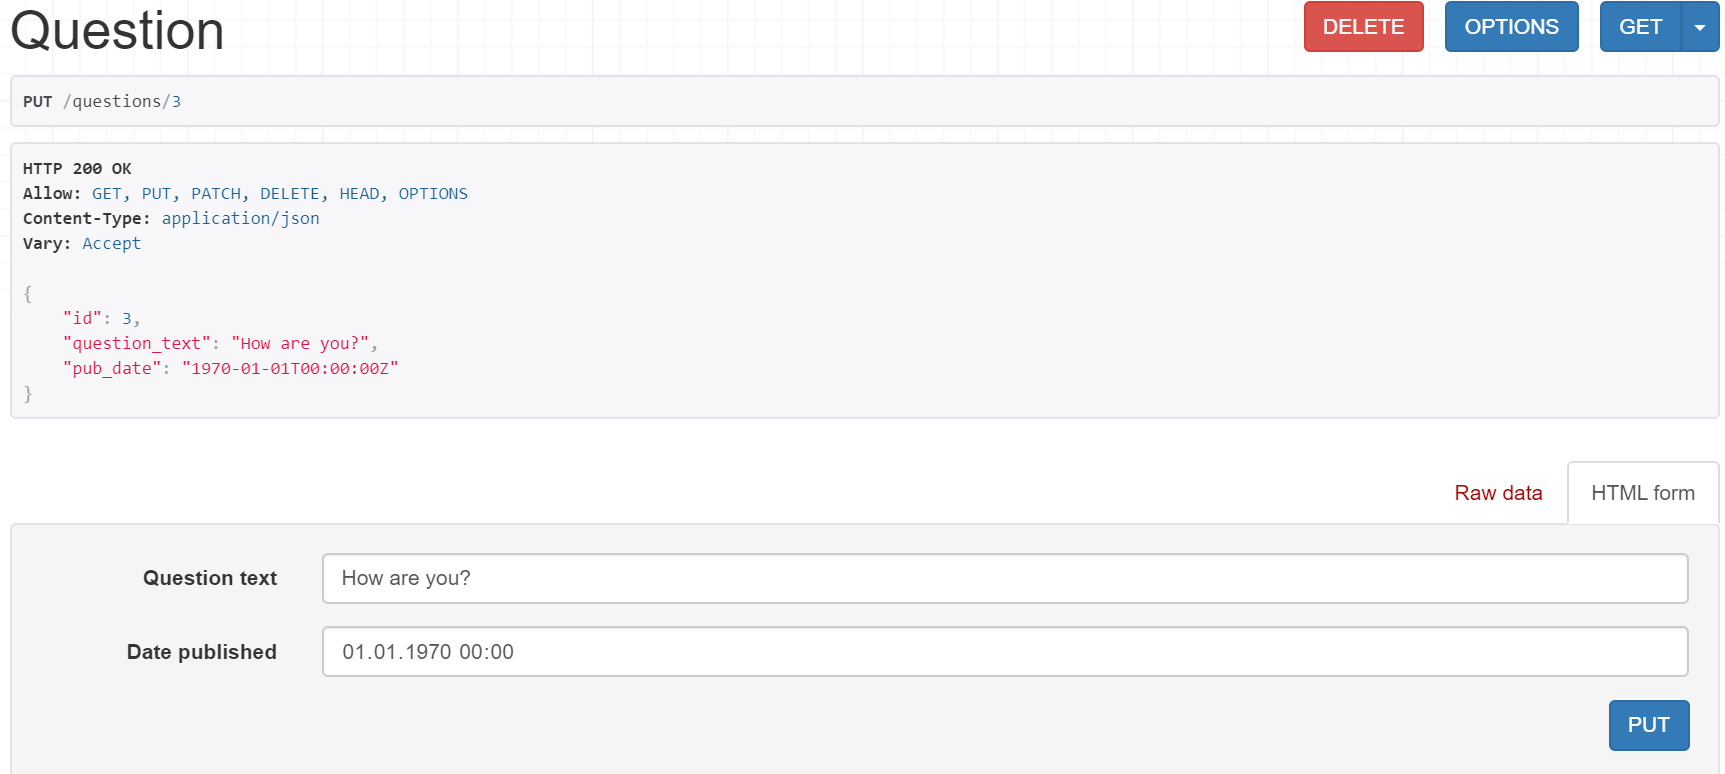 Question
DELETE
OPTIONS
GET
PUT /questions/3
HTTP 200 OK
Allow: GET, PUT, PATCH, DELETE, HEAD, OPTIONS
Content-Type: application/json
Vary: Accept
{
"id": 3,
"question_text": "How are you?",
"pub_date": "1970-01-01T00:00:00Z"
}
Raw data
HTML form
Question text
How are you?
Date published
01.01.1970 00:00
PUT